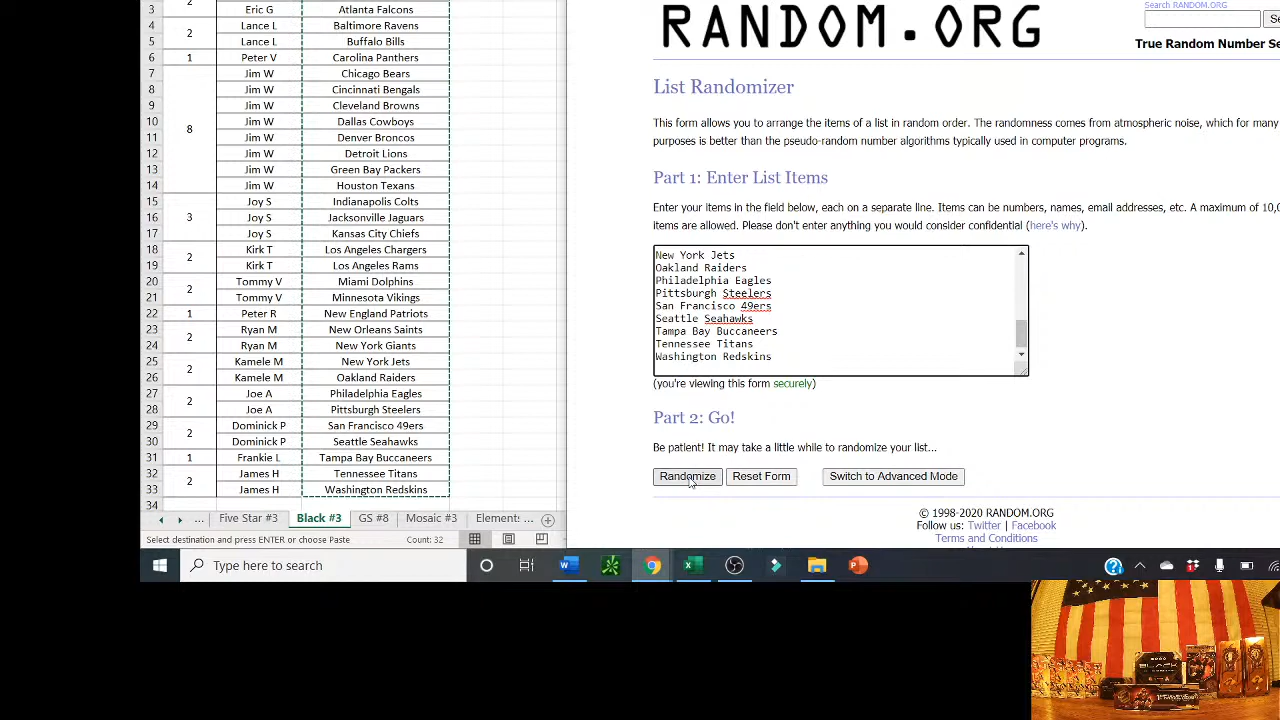 2
3 Eric G Atlanta Falcons
4 Lance L Baltimore Ravens
2
5 Lance L Buffalo Bills
6 1 Peter V Carolina Panthers
7 Jim W Chicago Bears
8 Jim W Cincinnati Bengals
9 Jim W Cleveland Browns
10 Jim W Dallas Cowboys
8
11 Jim W Denver Broncos
12 Jim W Detroit Lions
13 Jim W Green Bay Packers
14 Jim W Houston Texans
15 Joy S Indianapolis Colts
16 3 Joy S Jacksonville Jaguars
17 Joy S Kansas City Chiefs
18 Kirk T Los Angeles Chargers
2
19 Kirk T Los Angeles Rams
20 Tommy V Miami Dolphins
2
21 Tommy V Minnesota Vikings
22 1 Peter R New England Patriots
23 Ryan M New Orleans Saints
2
24 Ryan M New York Giants
25 Kamele M New York Jets
2
26 Kamele M Oakland Raiders
27 Joe A Philadelphia Eagles
2
28 Joe A Pittsburgh Steelers
29 Dominick P San Francisco 49ers
2
30 Dominick P Seattle Seahawks
31 1 Frankie L Tampa Bay Buccaneers
32 James H Tennessee Titans
2
33 James H Washington Redskins
34
... Five Star #3 Black #3 GS #8 Mosaic #3 Elements ...
Select destination and press ENTER or choose Paste Count: 32
Type here to search
Search RANDOM.ORG
RANDOM.ORG
True Random Number Se
List Randomizer
This form allows you to arrange the items of a list in random order. The randomness comes from atmospheric noise, which for many
purposes is better than the pseudo-random number algorithms typically used in computer programs.
Part 1: Enter List Items
Enter your items in the field below, each on a separate line. Items can be numbers, names, email addresses, etc. A maximum of 10,0
items are allowed. Please don't enter anything you would consider confidential (here's why).
New York Jets
Oakland Raiders
Philadelphia Eagles
Pittsburgh Steelers
San Francisco 49ers
Seattle Seahawks
Tampa Bay Buccaneers
Tennessee Titans
Washington Redskins
(you're viewing this form securely)
Part 2: Go!
Be patient! It may take a little while to randomize your list...
Randomize Reset Form Switch to Advanced Mode
© 1998-2020 RANDOM.ORG
Follow us: Twitter | Facebook
Terms and Conditions
BLACK